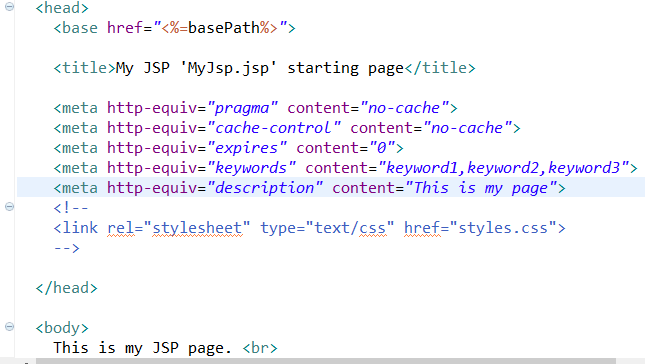 <head>
<base href="<%=basePath%>">
<title>My JSP 'MyJsp.jsp' starting page</title>
<meta http-equiv="pragma" content="no-cache">
<meta http-equiv="cache-control" content="no-cache">
<meta http-equiv="expires" content="0">
<meta http-equiv="keywords" content="keyword1,keyword2,keyword3">
<meta http-equiv="description" content="This is my page">
<!--
<link rel="stylesheet" type="text/css" href="styles.css">
-->
</head>
<body>
This is my JSP page. <br>